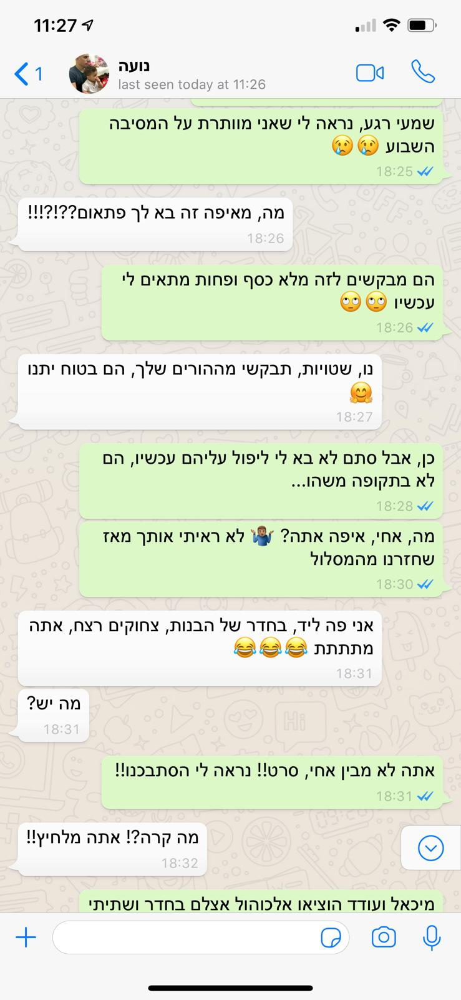 11:27
1
נועה
last seen today at 11:26
שמעי רגע, נראה לי שאני מוותרת על המסיבה
השבוע 😢😢
18:25
מה, מאיפה זה בא לך פתאום??!?!!!
18:26
הם מבקשים לזה מלא כסף ופחות מתאים לי
עכשיו 🙄🙄
18:26
נו, שטויות, תבקשי מההורים שלך, הם בטוח יתנו
🤗
18:27
כן, אבל סתם לא בא לי ליפול עליהם עכשיו, הם
לא בתקופה משהו...
18:28
מה, אחי, איפה אתה? 🤷🏽‍♂️ לא ראיתי אותך מאז
שחזרנו מהמסלול
18:30
אני פה ליד, בחדר של הבנות, צחוקים רצח, אתה
מתתתת 😂😂😂
18:31
מה יש?
18:31
אתה לא מבין אחי, סרט!! נראה לי הסתבכנו!!
18:31
מה קרה?! אתה מלחיץ!!
18:32
מיכאל ועודד הוציאו אלכוהול אצלם בחדר ושתיתי